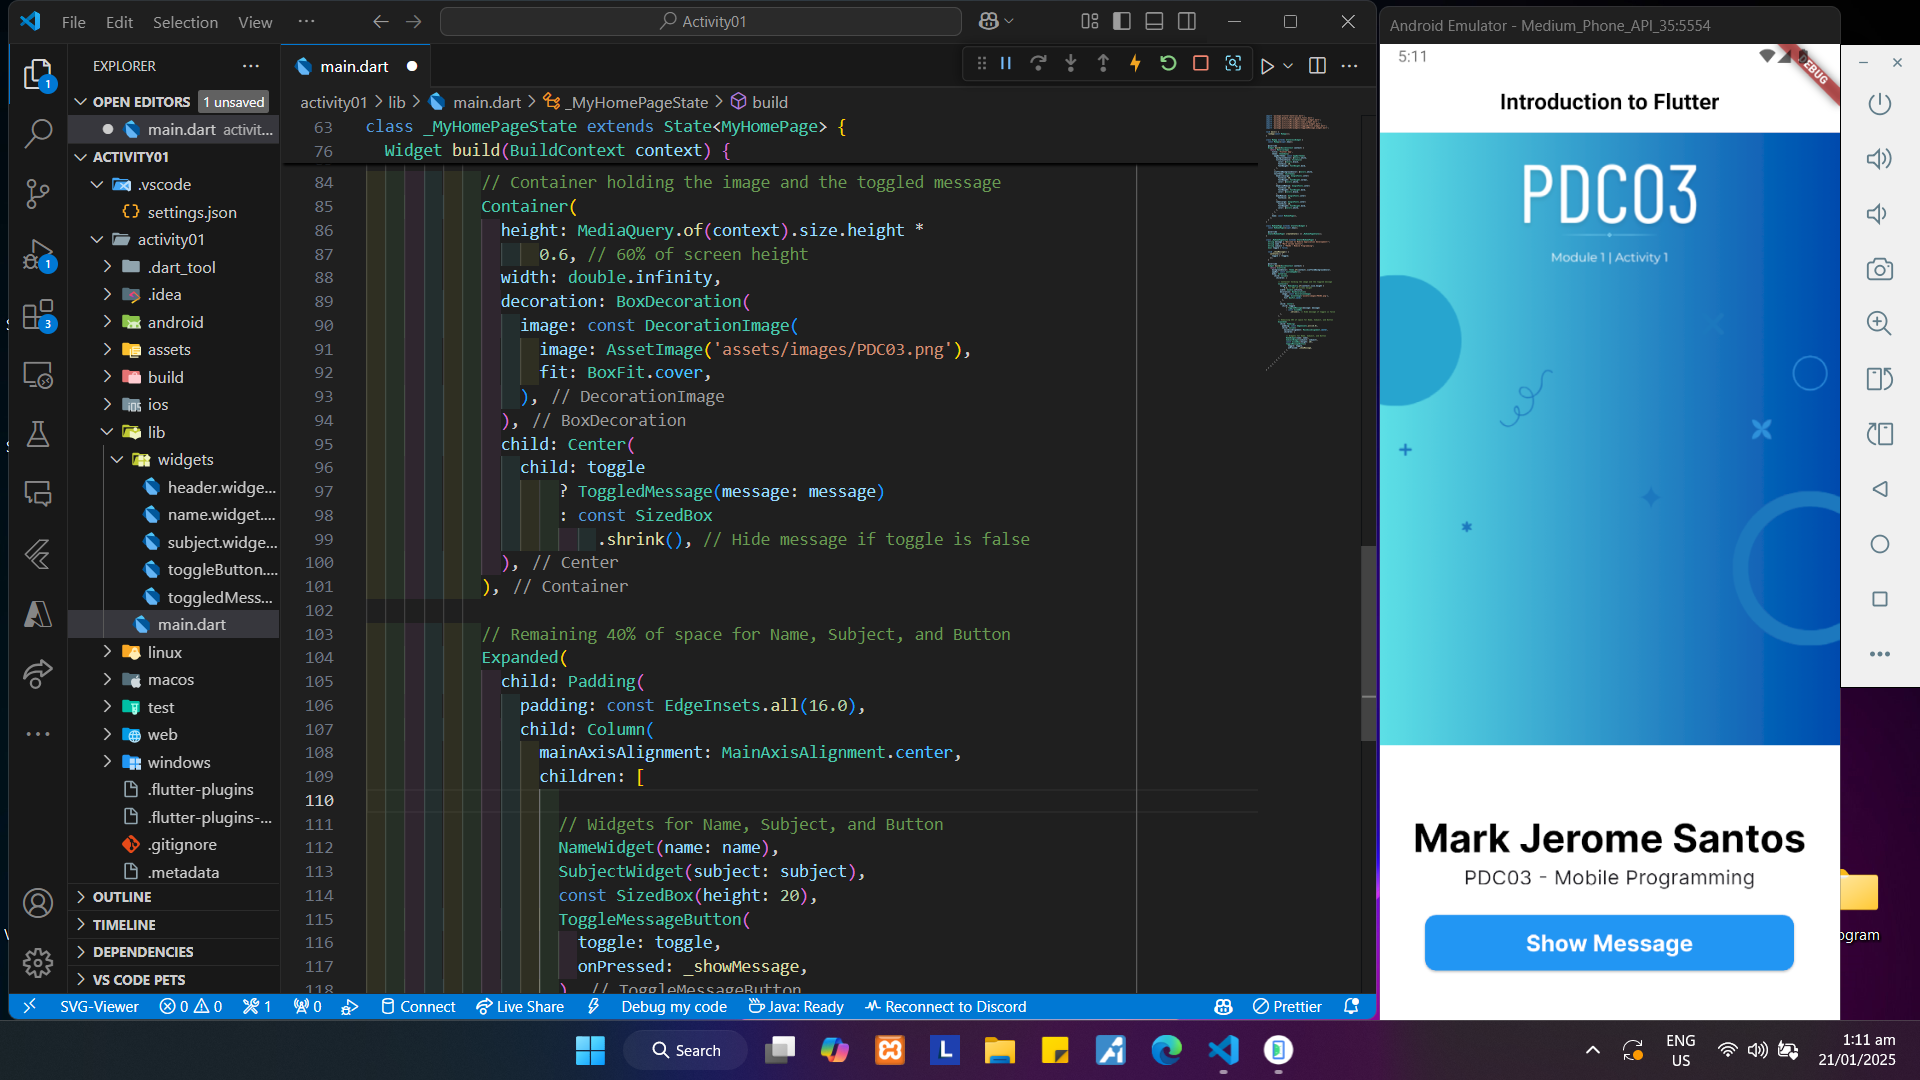 File Edit Selection View ··· Activity01
EXPLORER
OPEN EDITORS 1 unsaved
main.dart activit...
ACTIVITY01
.vscode
{} settings.json
activity01
.dart_tool
.idea
android
assets
build
ios
lib
widgets
header.widge...
name.widget....
subject.widge...
toggleButton....
toggledMess...
main.dart
linux
macos
test
web
windows
.flutter-plugins
.flutter-plugins-...
.gitignore
.metadata
OUTLINE
TIMELINE
DEPENDENCIES
VS CODE PETS
1
1
3
main.dart
activity01 > lib > main.dart > _MyHomePageState > build
63 class _MyHomePageState extends State<MyHomePage> {
76 Widget build(BuildContext context) {
84 // Container holding the image and the toggled message
85 Container(
86 height: MediaQuery.of(context).size.height *
87 0.6, // 60% of screen height
88 width: double.infinity,
89 decoration: BoxDecoration(
90 image: const DecorationImage(
91 image: AssetImage('assets/images/PDC03.png'),
92 fit: BoxFit.cover,
93 ), // DecorationImage
94 ), // BoxDecoration
95 child: Center(
96 child: toggle
97 ? ToggledMessage(message: message)
98 : const SizedBox
99 .shrink(), // Hide message if toggle is false
100 ), // Center
101 ), // Container
102
103 // Remaining 40% of space for Name, Subject, and Button
104 Expanded(
105 child: Padding(
106 padding: const EdgeInsets.all(16.0),
107 child: Column(
108 mainAxisAlignment: MainAxisAlignment.center,
109 children: [
110
111 // Widgets for Name, Subject, and Button
112 NameWidget(name: name),
113 SubjectWidget(subject: subject),
114 const SizedBox(height: 20),
115 ToggleMessageButton(
116 toggle: toggle,
117 onPressed: _showMessage,
118 ), // ToggleMessageButton
SVG-Viewer 0 0 1 0 Connect Live Share Debug my code Java: Ready Reconnect to Discord Prettier
Android Emulator - Medium_Phone_API_35:5554
5:11
DEBUG
Introduction to Flutter
PDC03
Module 1 | Activity 1
Mark Jerome Santos
PDC03 - Mobile Programming
Show Message
ogram
Search
L
ENG
US
1:11 am
21/01/2025